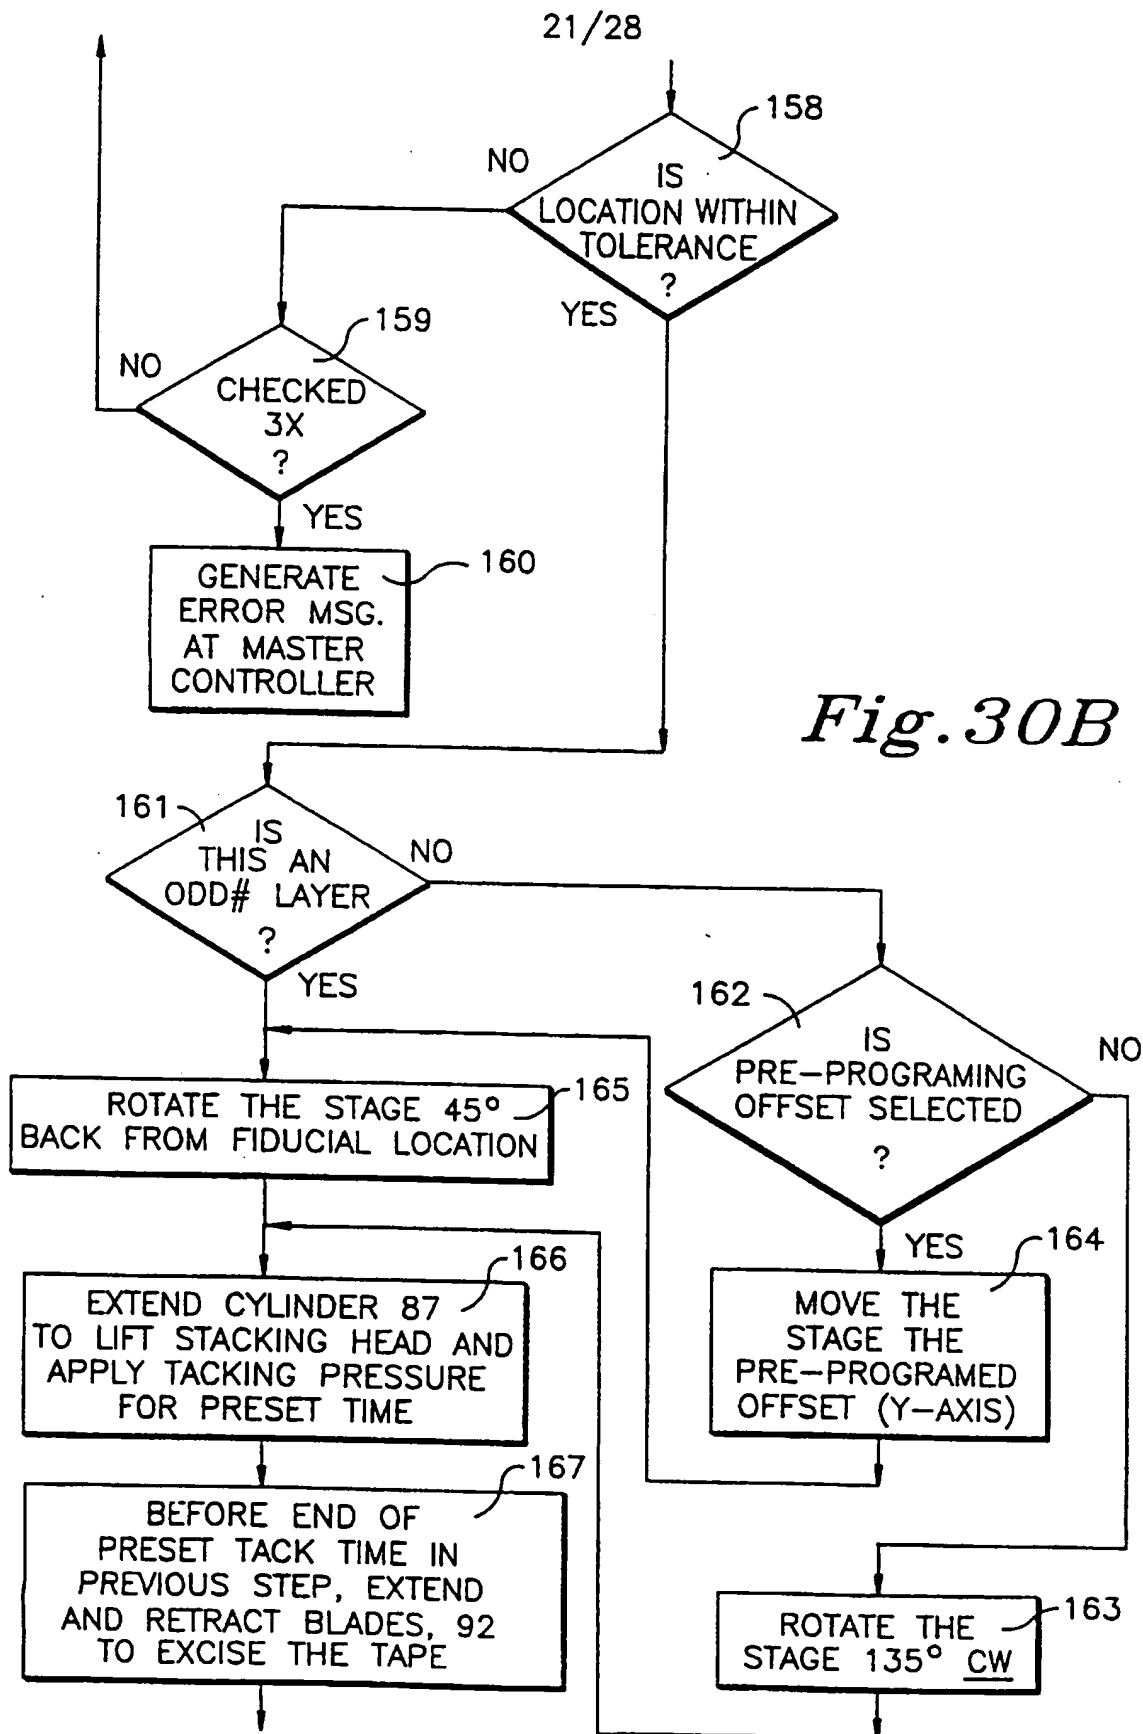 21/28
158
NO
IS
LOCATION WITHIN
TOLERANCE
?
YES
159
NO
CHECKED
3X
?
YES
160
GENERATE
ERROR MSG.
AT MASTER
CONTROLLER
Fig.30B
161
IS
THIS AN
ODD# LAYER
?
NO
YES
162
IS
PRE-PROGRAMING
OFFSET SELECTED
?
NO
YES
165
ROTATE THE STAGE 45°
BACK FROM FIDUCIAL LOCATION
164
MOVE THE
STAGE THE
PRE-PROGRAMED
OFFSET (Y-AXIS)
166
EXTEND CYLINDER 87
TO LIFT STACKING HEAD AND
APPLY TACKING PRESSURE
FOR PRESET TIME
167
BEFORE END OF
PRESET TACK TIME IN
PREVIOUS STEP, EXTEND
AND RETRACT BLADES, 92
TO EXCISE THE TAPE
163
ROTATE THE
STAGE 135° CW